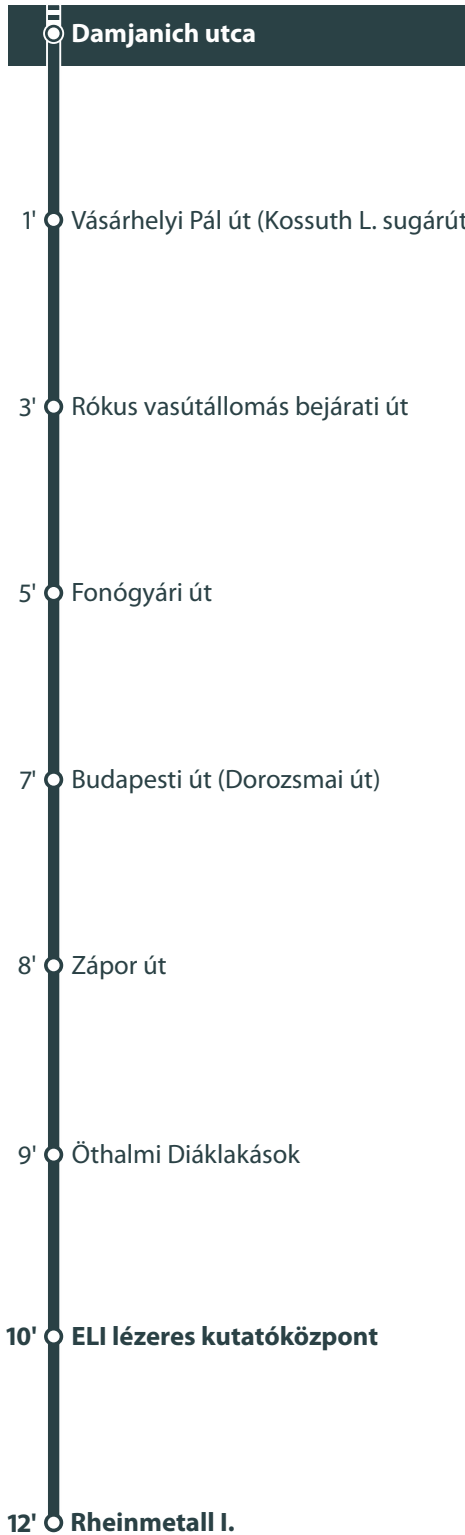 Damjanich utca
1' Vásárhelyi Pál út (Kossuth L. sugárút
3' Rókus vasútállomás bejárati út
5' Fonógyári út
7' Budapesti út (Dorozsmai út)
8' Zápor út
9' Öthalmi Diáklakások
10' ELI lézeres kutatóközpont
12' Rheinmetall I.